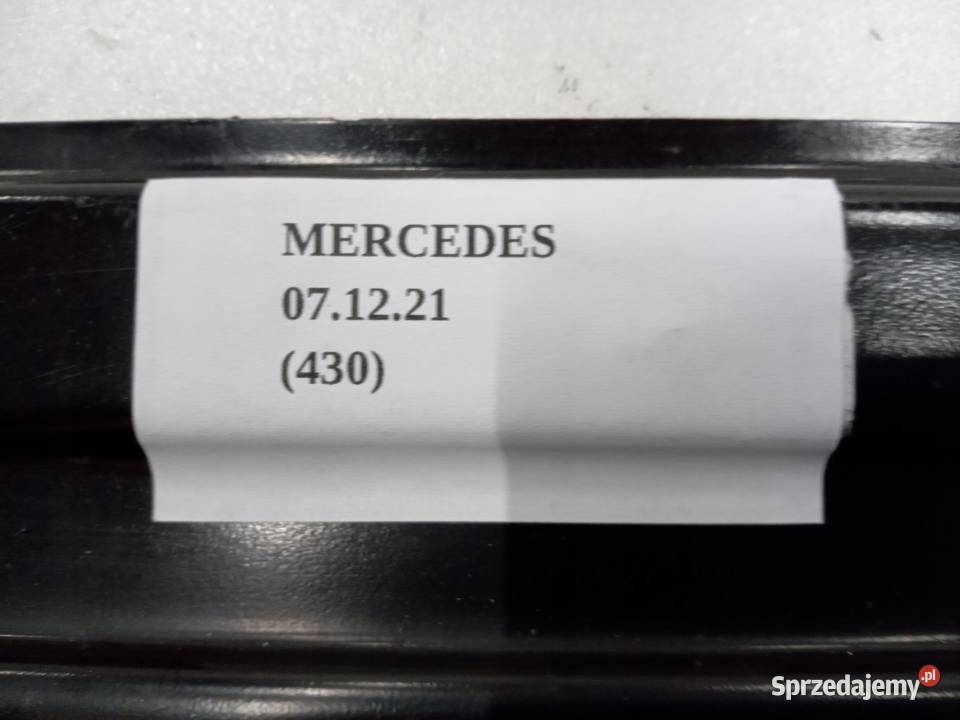 MERCEDES
07.12.21
(430)
Sprzedajemy.pl